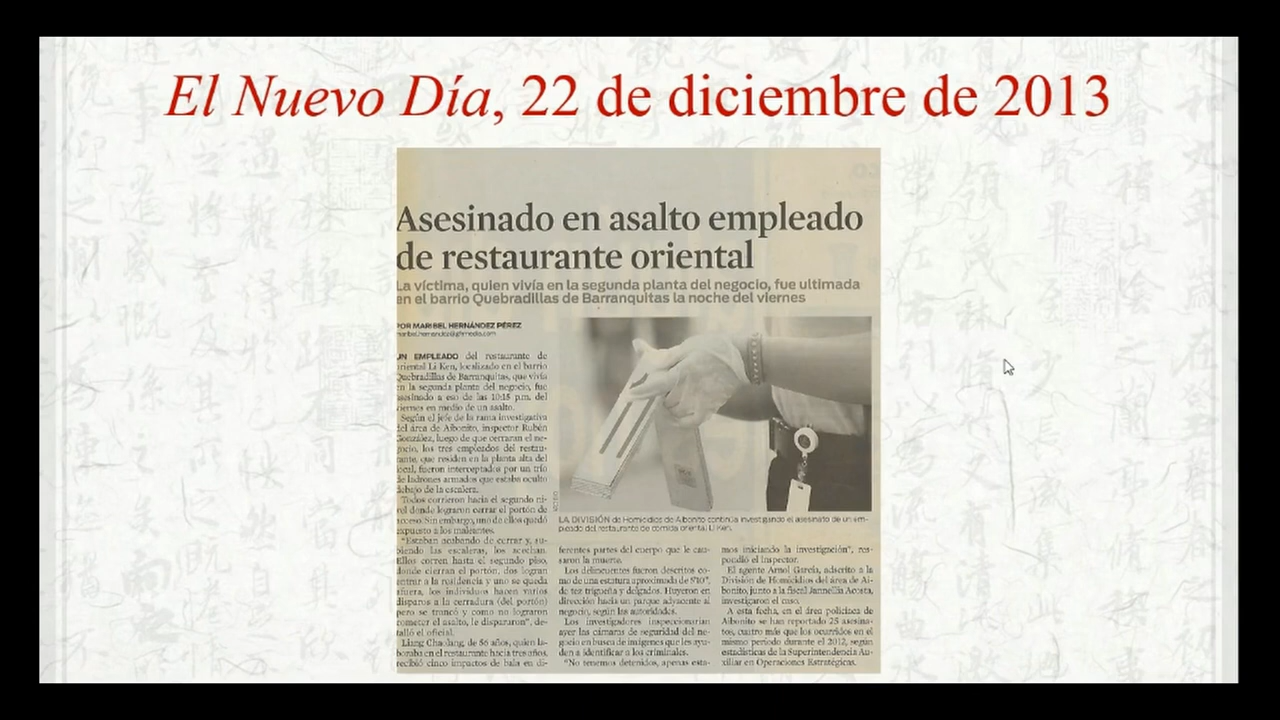 El Nuevo Día, 22 de diciembre de 2013
Asesinado en asalto empleado
de restaurante oriental
La víctima, quien vivía en la segunda planta del negocio, fue ultimada
en el barrio Quebradillas de Barranquitas la noche del viernes
POR MARIBEL HERNÁNDEZ PÉREZ
UN EMPLEADO del restaurante de
oriental Li Ken, localizado en el barrio
Quebradillas de Barranquitas, que vivía
en la segunda planta del negocio, fue
asesinado a eso de las 10:15 p.m. del
viernes en medio de un asalto.
Según el jefe de la rama investigativa
del área de Aibonito, inspector Rubén
González, luego de que cerraran el ne-
gocio, los tres empleados del restau-
rante, que residen en la planta alta del
local, fueron interceptados por un trío
de ladrones armados que estaba oculto
debajo de la escalera.
Todos corrieron hacia el segundo ni-
vel donde lograron cerrar el portón de
acceso. Sin embargo, uno de ellos quedó
expuesto a los maleantes.
"Estaban acabando de cerrar y, su-
biendo las escaleras, los acechan.
Ellos corren hasta el segundo piso,
donde cierran el portón, dos logran
entrar a la residencia y uno se queda
afuera, los individuos hacen varios
disparos a la cerradura (del portón)
pero se trancó y como no lograron
cometer el asalto, le dispararon", de-
talló el oficial.
Liang Chaolang, de 56 años, quien la-
boraba en el restaurante hacía tres años,
recibió cinco impactos de bala en di-
LA DIVISIÓN de Homicidios de Aibonito continúa investigando el asesinato de un em-
pleado del restaurante de comida oriental Li Ken.
ferentes partes del cuerpo que le cau-
saron la muerte.
Los delincuentes fueron descritos co-
mo de una estatura aproximada de 5'10",
de tez trigueña y delgados. Huyeron en
dirección hacia un parque adyacente al
negocio, según las autoridades.
Los investigadores inspeccionarían
ayer las cámaras de seguridad del ne-
gocio en busca de imágenes que les ayu-
den a identificar a los criminales.
"No tenemos detenidos, apenas esta-
mos iniciando la investigación", res-
pondió el inspector.
El agente Arnol García, adscrito a la
División de Homicidios del área de Ai-
bonito, junto a la fiscal Jannellia Acosta,
investigaron el caso.
A esta fecha, en el área policiaca de
Aibonito se han reportado 25 asesina-
tos, cuatro más que los ocurridos en el
mismo período durante el 2012, según
estadísticas de la Superintendencia Au-
xiliar en Operaciones Estratégicas.